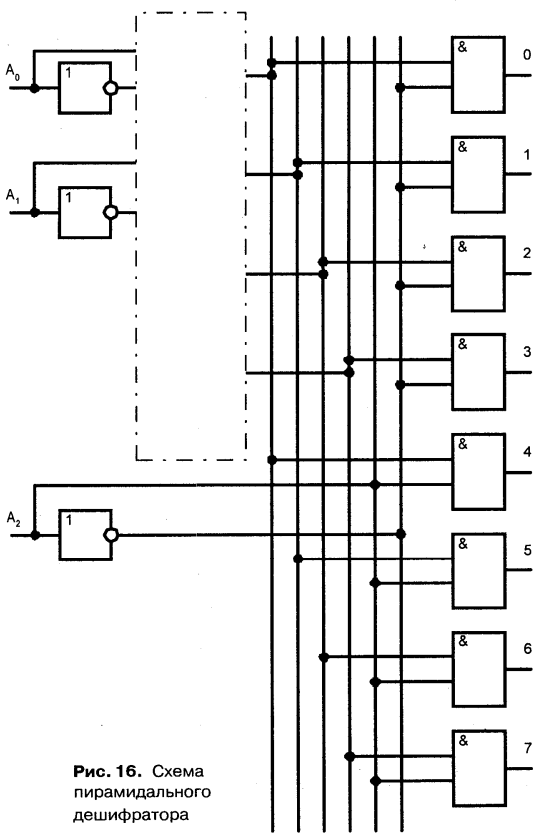 & 0
A0 1
& 1
A1 1
& 2
& 3
& 4
A2 1
& 5
& 6
& 7
Рис. 16. Схема
пирамидального
дешифратора